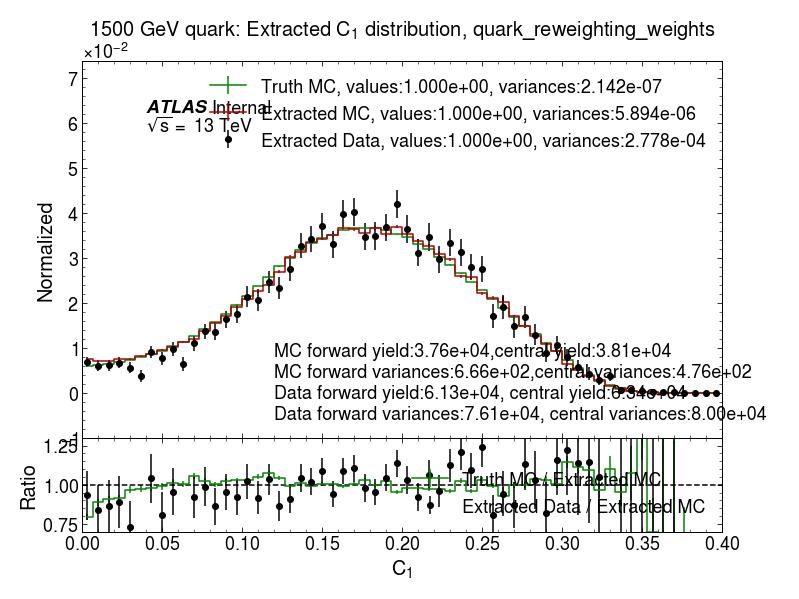 1500 GeV quark: Extracted C₁ distribution, quark_reweighting_weights
×10⁻²
Truth MC, values:1.000e+00, variances:2.142e-07
ATLAS Internal
Extracted MC, values:1.000e+00, variances:5.894e-06
√s = 13 TeV
Extracted Data, values:1.000e+00, variances:2.778e-04
7
6
5
4
3
2
1
0
-1
Normalized
MC forward yield:3.76e+04,central yield:3.81e+04
MC forward variances:6.66e+02,central variances:4.76e+02
Data forward yield:6.13e+04, central yield:6.34e+04
Data forward variances:7.61e+04, central variances:8.00e+04
1.25
1.00
0.75
Ratio
Truth MC / Extracted MC
Extracted Data / Extracted MC
0.00 0.05 0.10 0.15 0.20 0.25 0.30 0.35 0.40
C₁